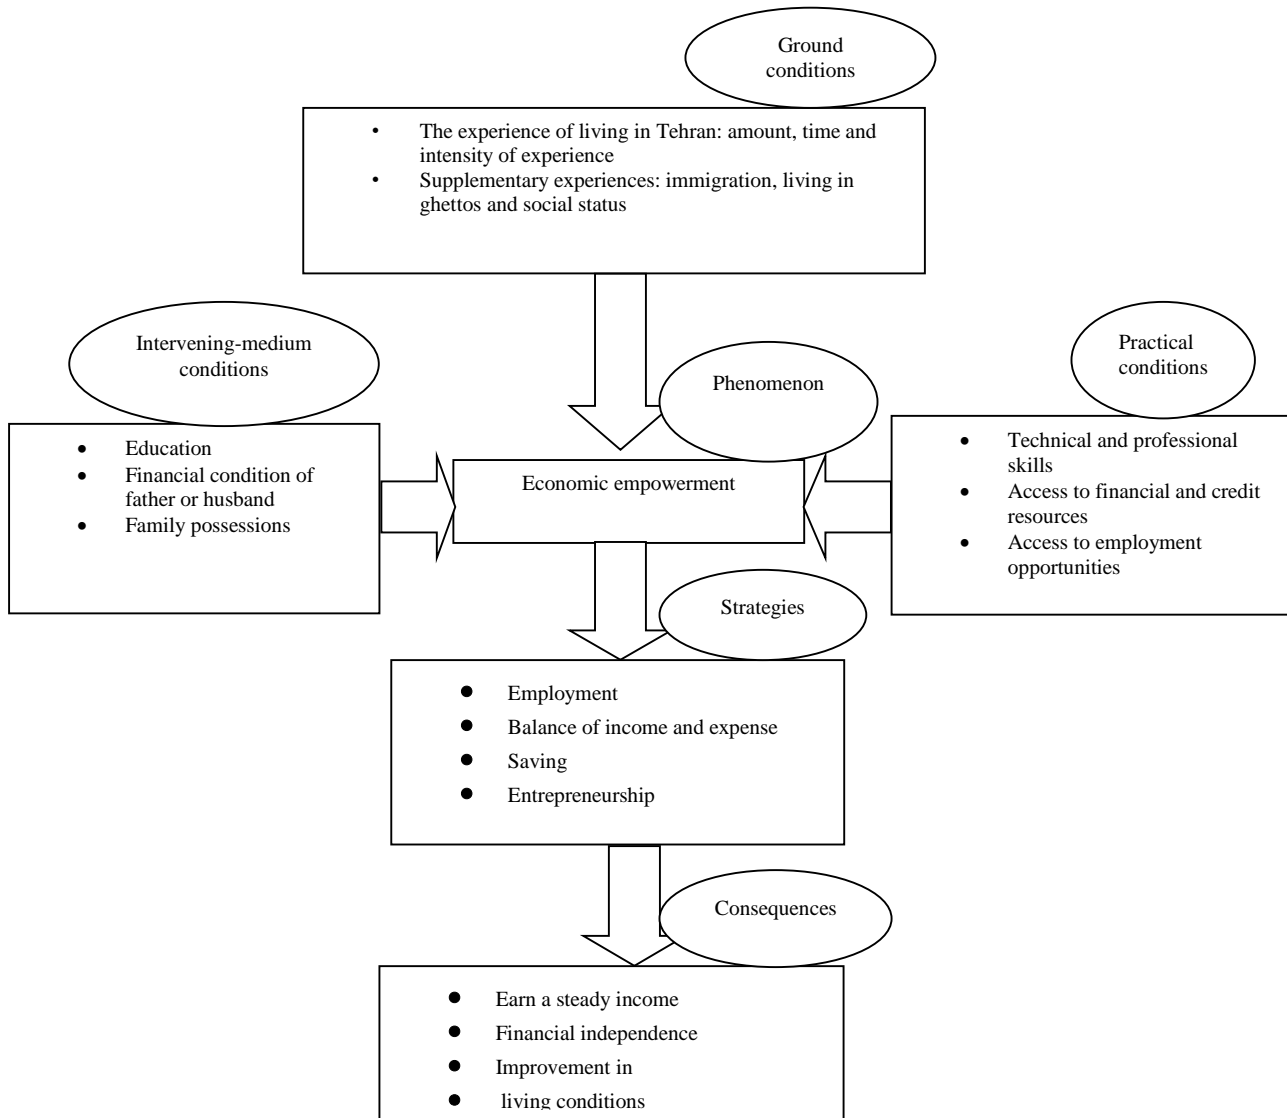 Ground
conditions
• The experience of living in Tehran: amount, time and
intensity of experience
• Supplementary experiences: immigration, living in
ghettos and social status
Intervening-medium
conditions
Practical
conditions
Phenomenon
• Education
• Financial condition of
father or husband
• Family possessions
Economic empowerment
• Technical and professional
skills
• Access to financial and credit
resources
• Access to employment
opportunities
Strategies
• Employment
• Balance of income and expense
• Saving
• Entrepreneurship
Consequences
• Earn a steady income
• Financial independence
• Improvement in
• living conditions